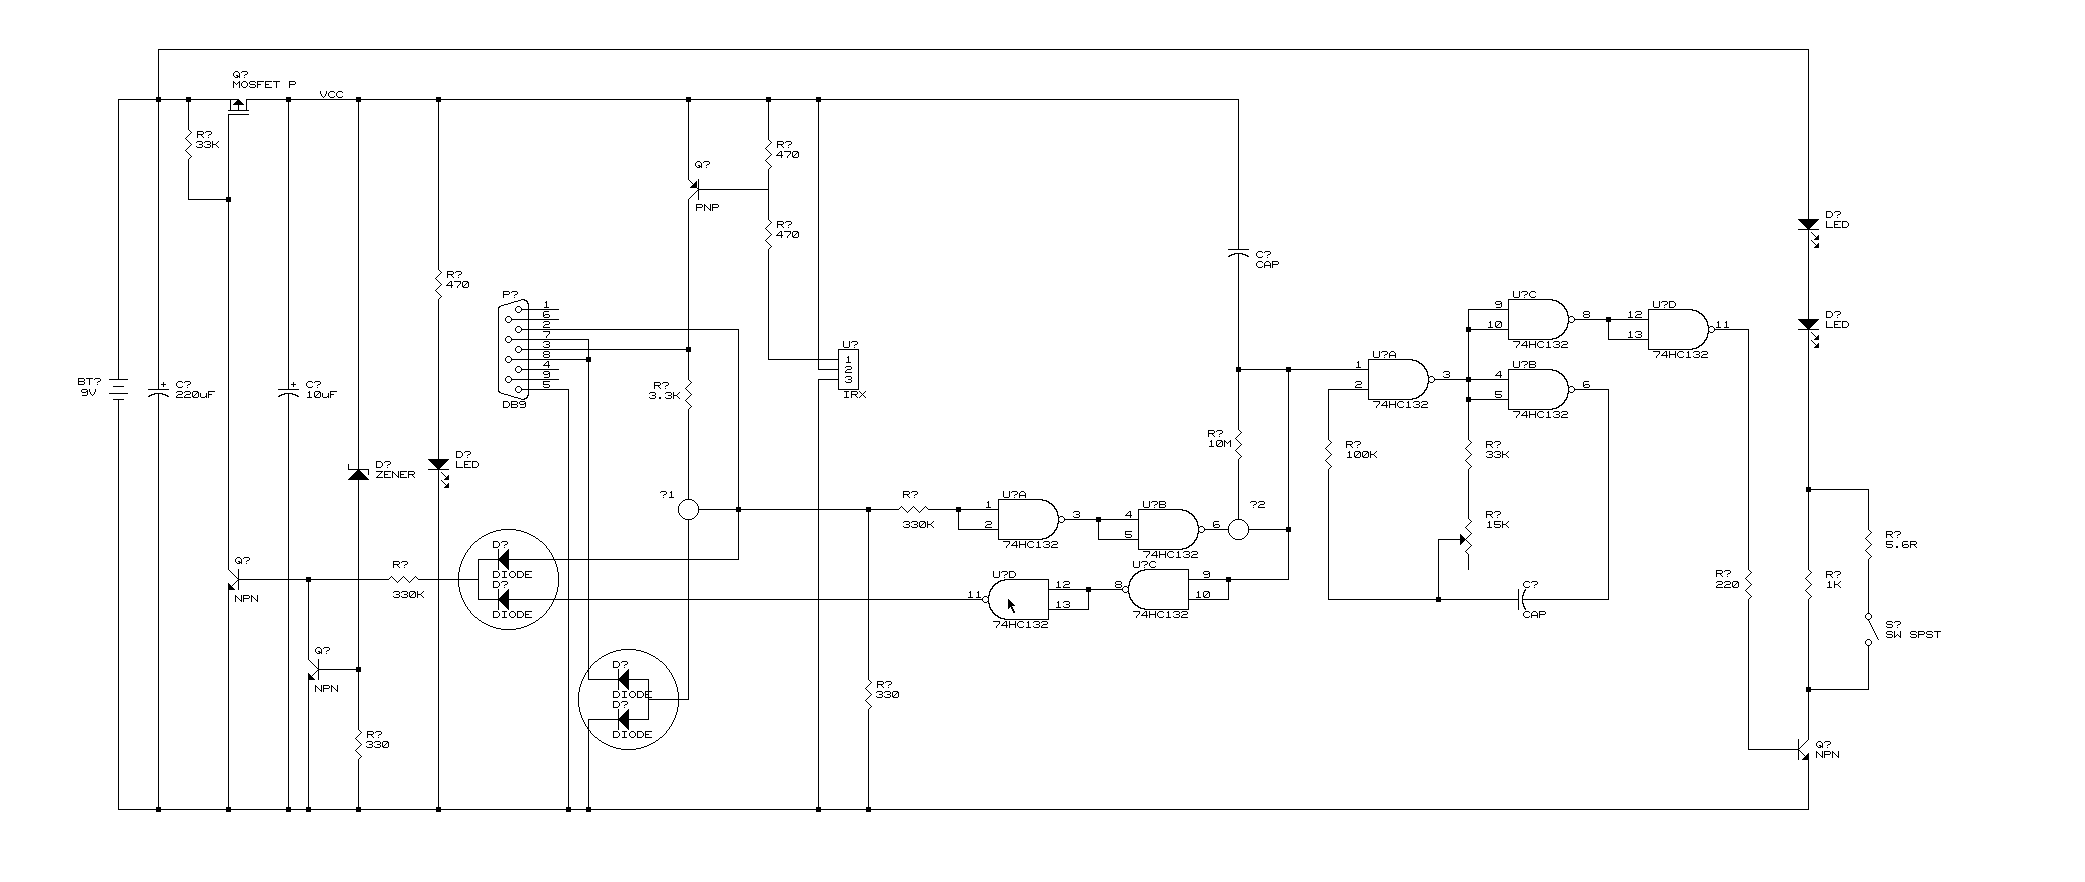 Q?
MOSFET P
VCC
R?
33K
R?
470
Q?
PNP
R?
470
C?
CAP
D?
LED
D?
LED
R?
470
P?
1
6
2
7
3
8
4
9
5
DB9
U?
1
2
3
IRX
BT?
9V
C?
220uF
C?
10uF
R?
3.3K
U?A
1
2
3
74HC132
U?C
9
10
8
74HC132
U?D
12
13
11
74HC132
U?B
4
5
6
74HC132
R?
10M
R?
100K
R?
33K
D?
ZENER
D?
LED
?1
R?
330K
U?A
1
2
3
74HC132
U?B
4
5
6
74HC132
?2
R?
15K
R?
5.6R
Q?
NPN
R?
330K
D?
DIODE
D?
DIODE
U?D
11
12
13
74HC132
U?C
8
9
10
74HC132
C?
CAP
R?
220
R?
1K
S?
SW SPST
Q?
NPN
D?
DIODE
D?
DIODE
R?
330
R?
330
Q?
NPN